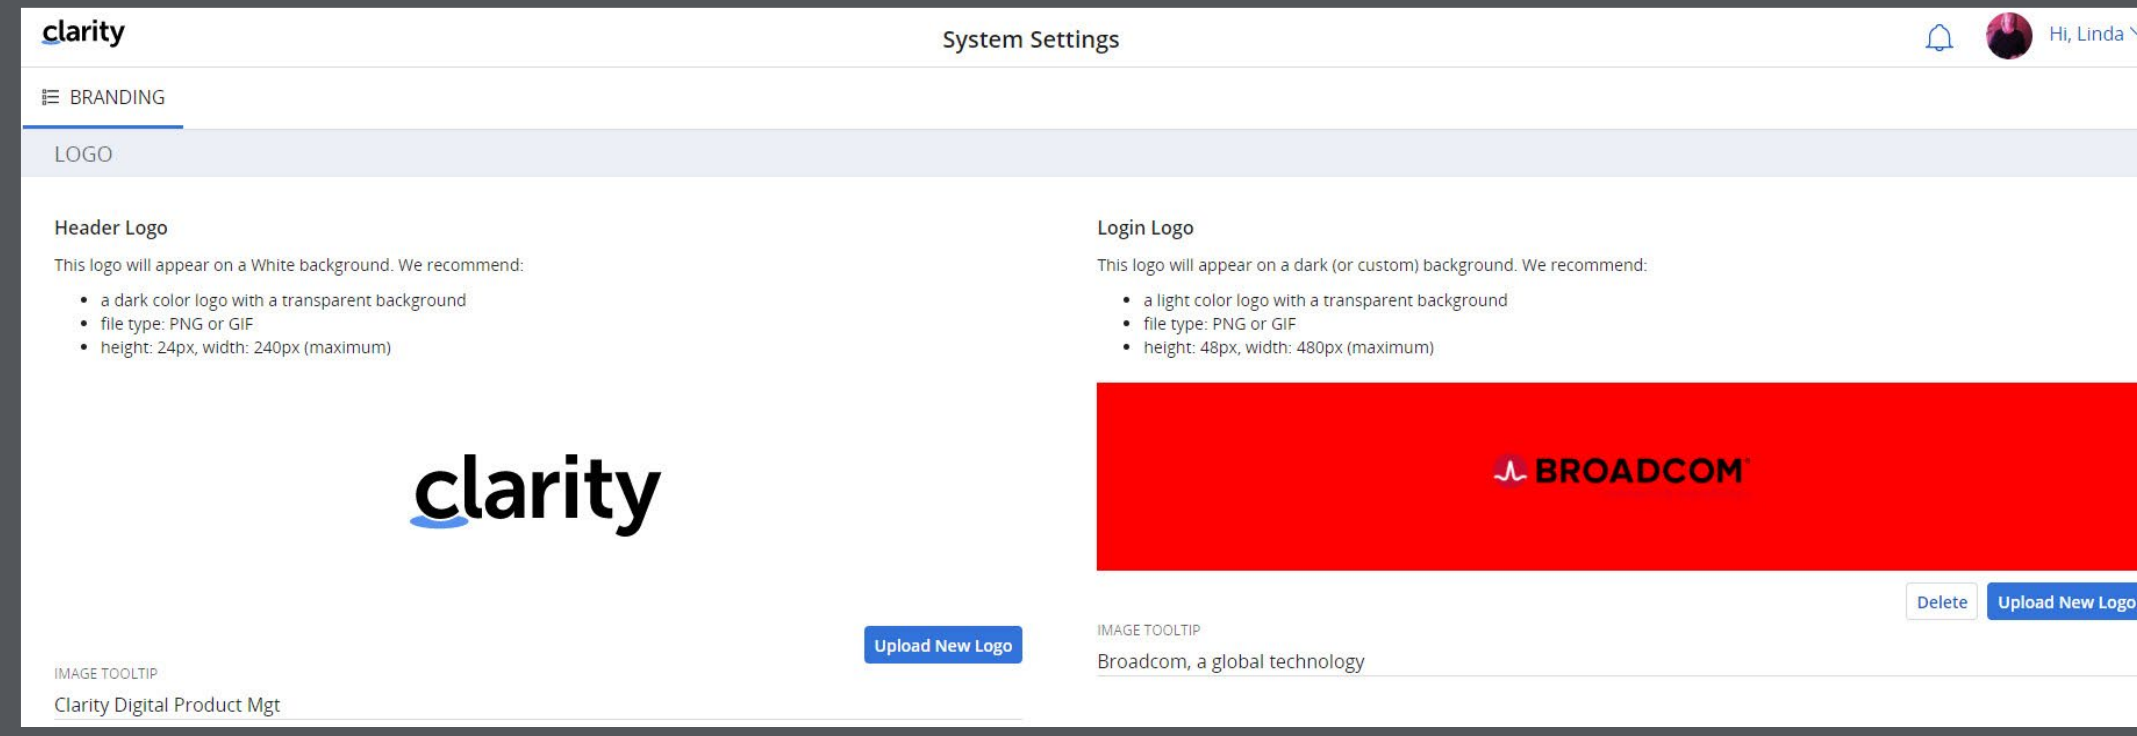 clarity
System Settings
Hi, Linda
BRANDING
LOGO
Header Logo
This logo will appear on a White background. We recommend:
• a dark color logo with a transparent background
• file type: PNG or GIF
• height: 24px, width: 240px (maximum)
clarity
Upload New Logo
IMAGE TOOLTIP
Clarity Digital Product Mgt
Login Logo
This logo will appear on a dark (or custom) background. We recommend:
• a light color logo with a transparent background
• file type: PNG or GIF
• height: 48px, width: 480px (maximum)
BROADCOM
Delete
Upload New Logo
IMAGE TOOLTIP
Broadcom, a global technology